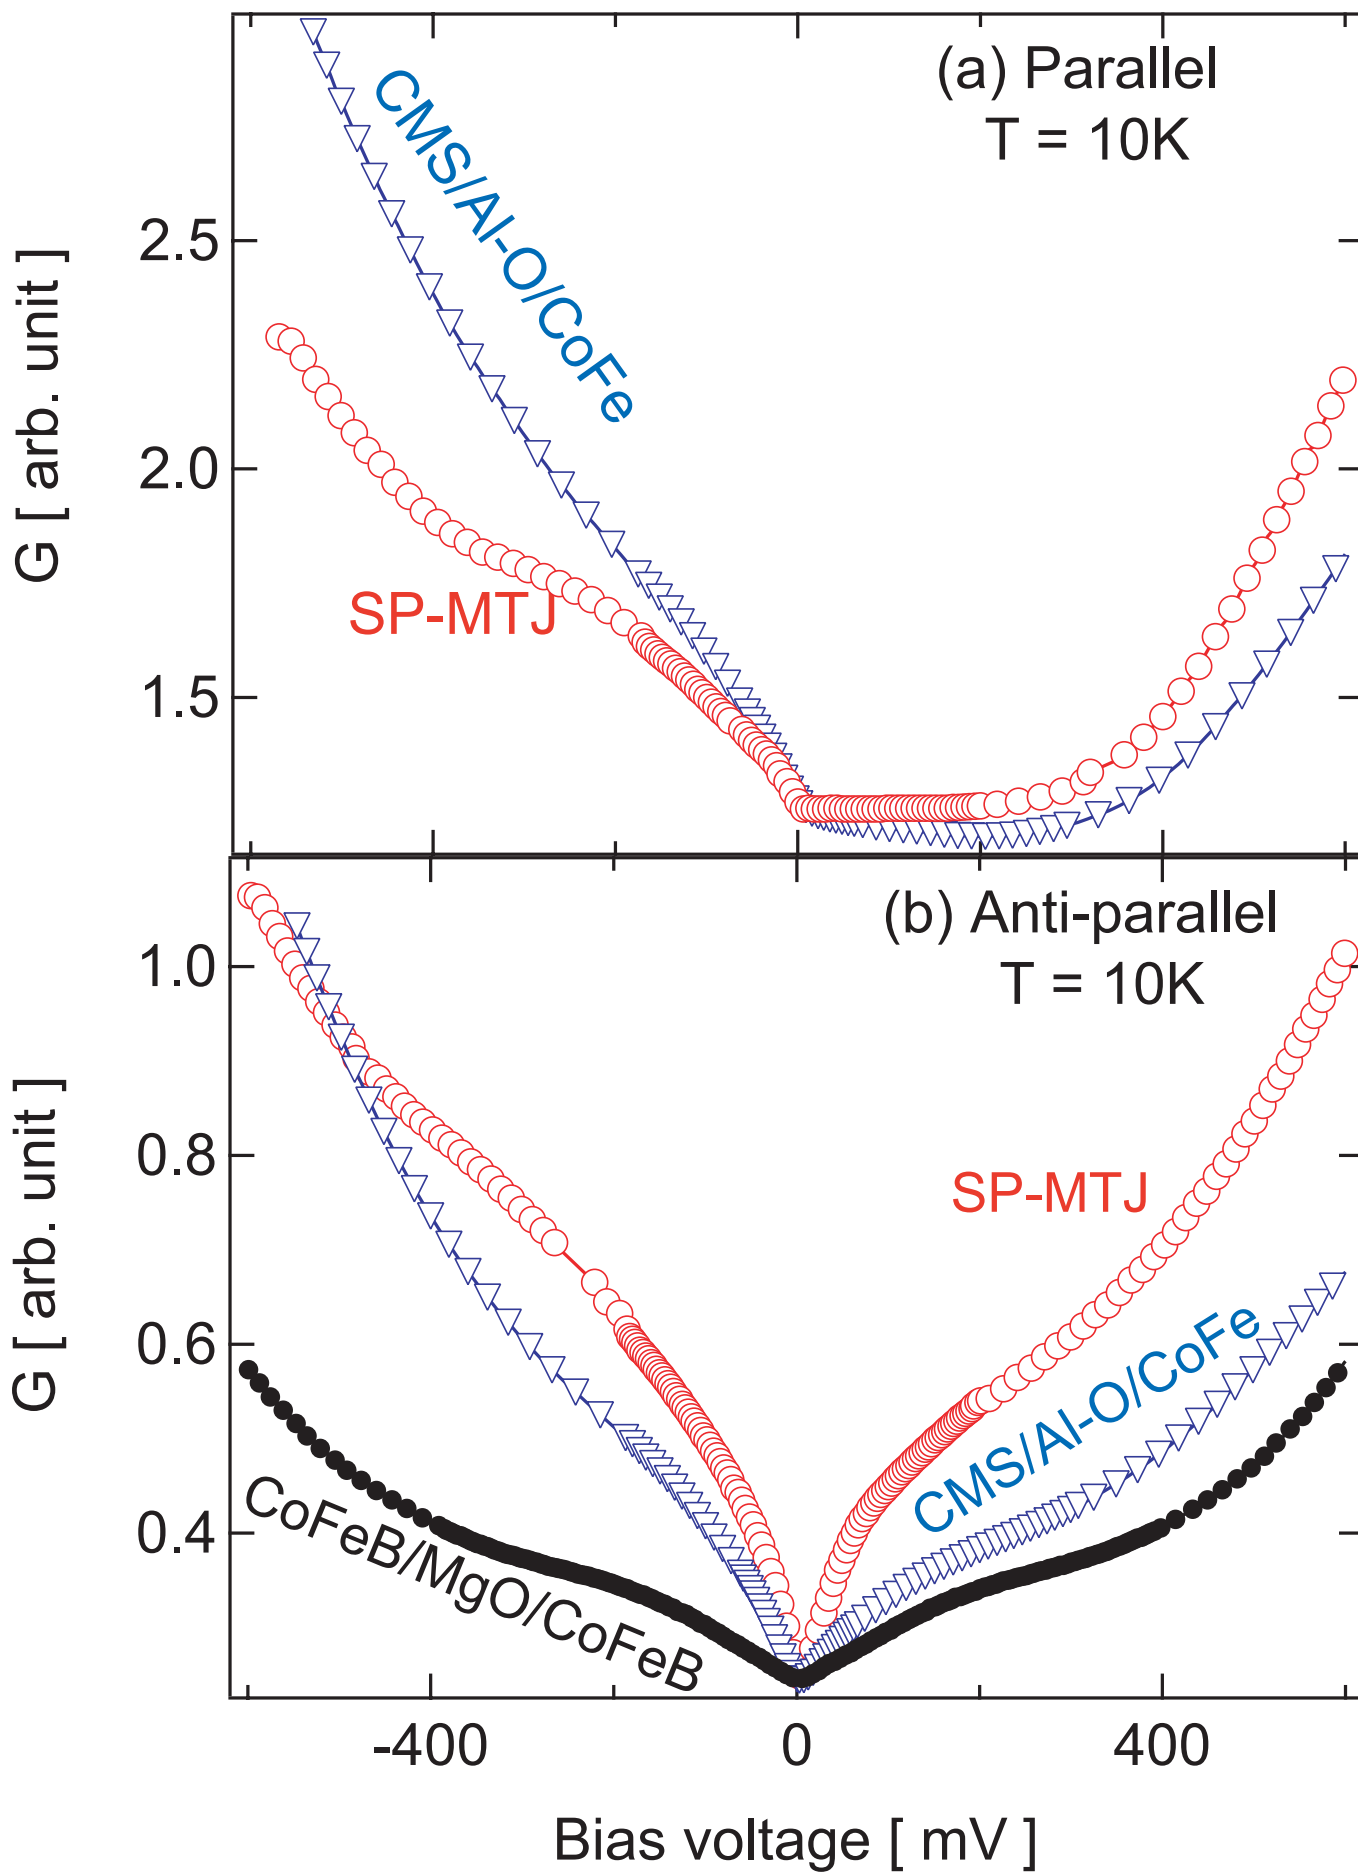 (a) Parallel
T = 10K
CMS/Al-O/CoFe
SP-MTJ
G [ arb. unit ]
2.5
2.0
1.5
(b) Anti-parallel
T = 10K
SP-MTJ
CMS/Al-O/CoFe
CoFeB/MgO/CoFeB
G [ arb. unit ]
1.0
0.8
0.6
0.4
-400 0 400
Bias voltage [ mV ]